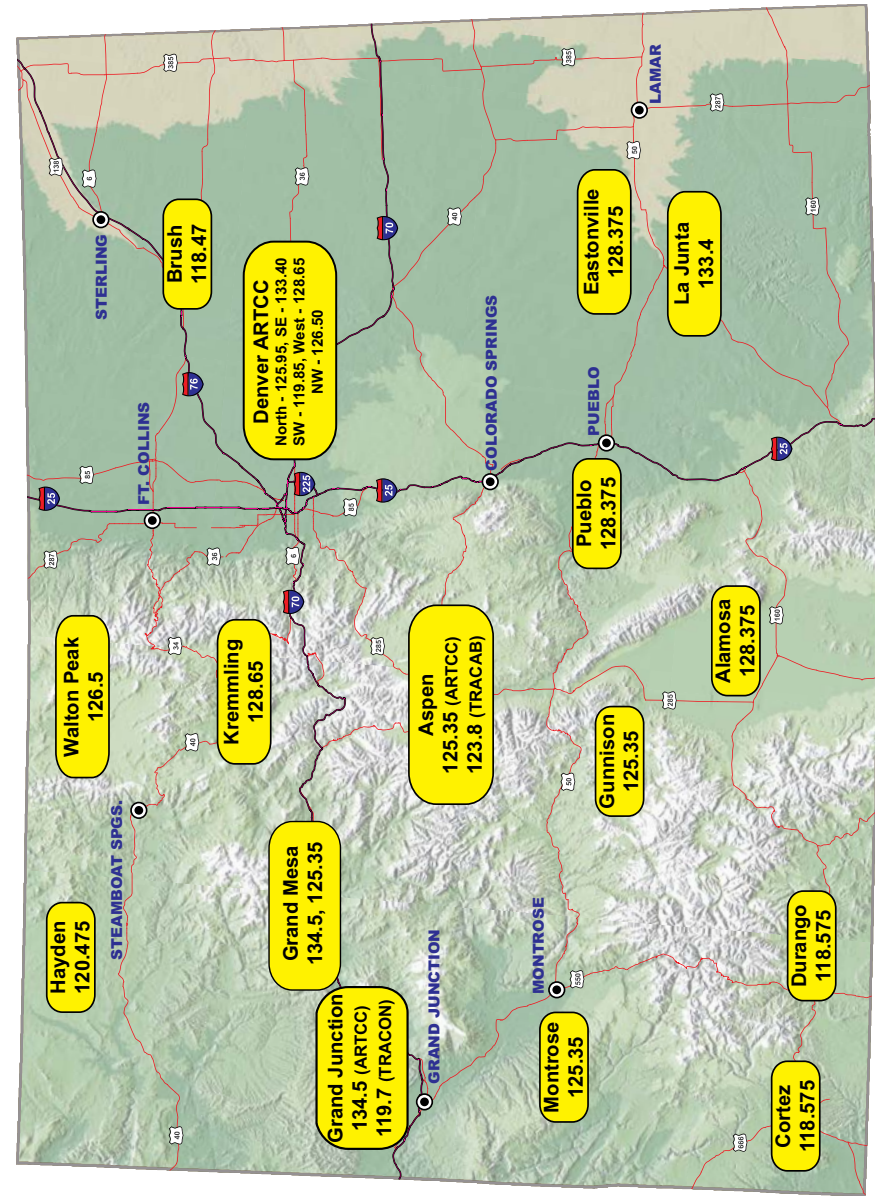 25
287
138
Hayden
120.475
Walton Peak
126.5
85
6
STERLING
STEAMBOAT SPGS.
FT. COLLINS
40
34
385
Brush
118.47
40
76
36
Kremmling
128.65
Denver ARTCC
North - 125.95, SE - 133.40
SW - 119.85, West - 128.65
NW - 126.50
Grand Mesa
134.5, 125.35
70
6
225
36
Grand Junction
134.5 (ARTCC)
119.7 (TRACON)
85
285
25
70
GRAND JUNCTION
Aspen
125.35 (ARTCC)
123.8 (TRACAB)
40
COLORADO SPRINGS
MONTROSE
50
385
550
Montrose
125.35
Pueblo
128.375
PUEBLO
Eastonville
128.375
Gunnison
125.35
50
LAMAR
285
La Junta
133.4
287
666
Alamosa
128.375
160
25
Cortez
118.575
Durango
118.575
160